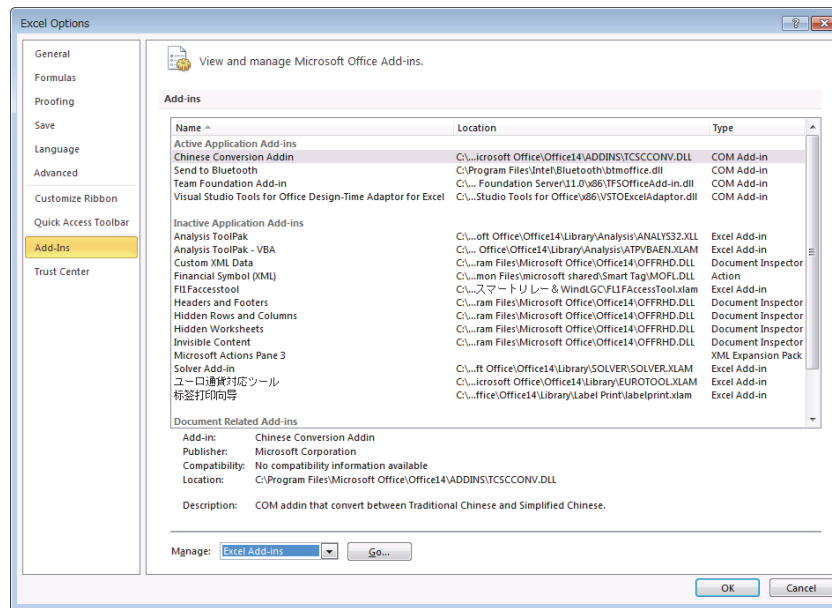 Excel Options
General
Formulas
Proofing
Save
Language
Advanced
Customize Ribbon
Quick Access Toolbar
Add-Ins
Trust Center
View and manage Microsoft Office Add-ins.
Add-ins
Name Location Type
Active Application Add-ins
Chinese Conversion Addin C:\...icrosoft Office\Office14\ADDINS\TCSCCONV.DLL COM Add-in
Send to Bluetooth C:\Program Files\Intel\Bluetooth\btmoffice.dll COM Add-in
Team Foundation Add-in C:\... Foundation Server\11.0\x86\TFSOfficeAdd-in.dll COM Add-in
Visual Studio Tools for Office Design-Time Adaptor for Excel C:\...Studio Tools for Office\x86\VSTOExcelAdaptor.dll COM Add-in
Inactive Application Add-ins
Analysis ToolPak C:\...oft Office\Office14\Library\Analysis\ANALYS32.XLL Excel Add-in
Analysis ToolPak - VBA C:\... Office\Office14\Library\Analysis\ATPVBAEN.XLAM Excel Add-in
Custom XML Data C:\...ram Files\Microsoft Office\Office14\OFFRHD.DLL Document Inspector
Financial Symbol (XML) C:\...mon Files\microsoft shared\Smart Tag\MOFL.DLL Action
Fl1Faccesstool C:\...スマートリレー＆WindLGC\FL1FAccessTool.xlam Excel Add-in
Headers and Footers C:\...ram Files\Microsoft Office\Office14\OFFRHD.DLL Document Inspector
Hidden Rows and Columns C:\...ram Files\Microsoft Office\Office14\OFFRHD.DLL Document Inspector
Hidden Worksheets C:\...ram Files\Microsoft Office\Office14\OFFRHD.DLL Document Inspector
Invisible Content C:\...ram Files\Microsoft Office\Office14\OFFRHD.DLL Document Inspector
Microsoft Actions Pane 3 XML Expansion Pack
Solver Add-in C:\...ft Office\Office14\Library\SOLVER\SOLVER.XLAM Excel Add-in
ユーロ通貨対応ツール C:\...icrosoft Office\Office14\Library\EUROTOOL.XLAM Excel Add-in
标签打印向导 C:\...ffice\Office14\Library\Label Print\labelprint.xlam Excel Add-in
Document Related Add-ins
Add-in: Chinese Conversion Addin
Publisher: Microsoft Corporation
Compatibility: No compatibility information available
Location: C:\Program Files\Microsoft Office\Office14\ADDINS\TCSCCONV.DLL
Description: COM addin that convert between Traditional Chinese and Simplified Chinese.
Manage: Excel Add-ins Go...
OK Cancel